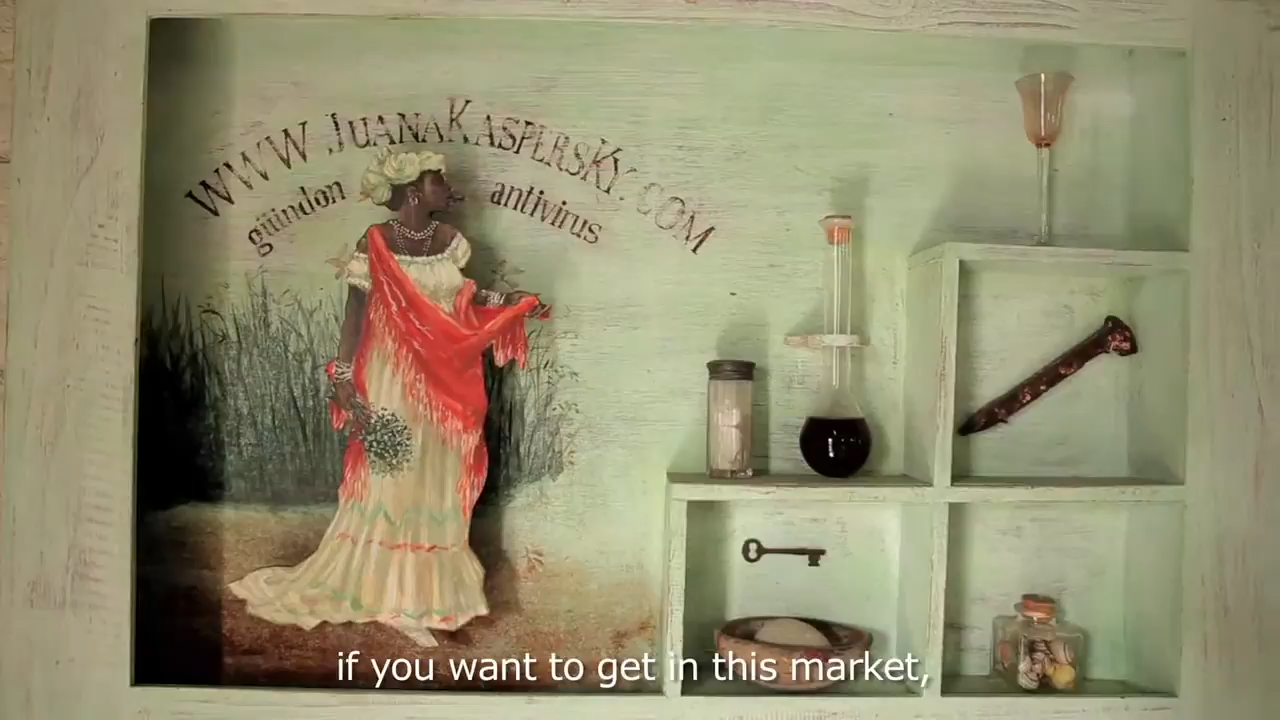 WWW.JUANAKASPERSKY.COM
güindon antivirus
if you want to get in this market,